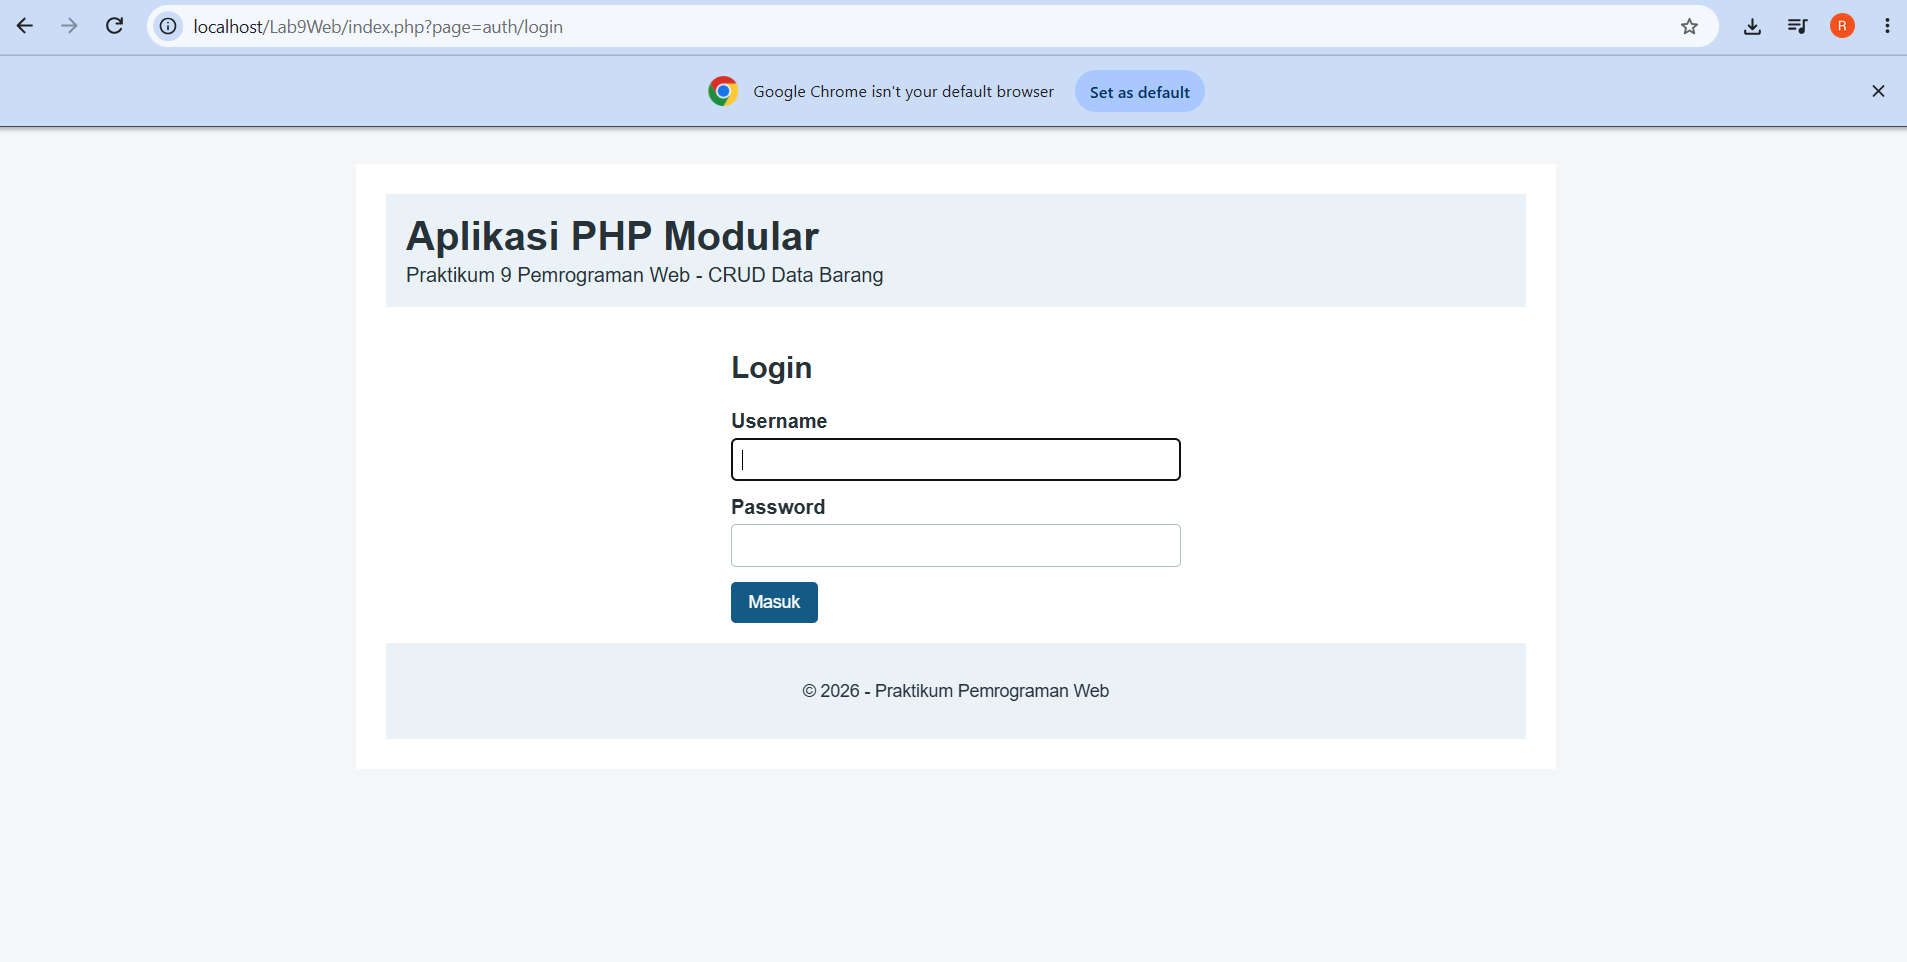 localhost/Lab9Web/index.php?page=auth/login
R
Google Chrome isn't your default browser
Set as default
Aplikasi PHP Modular
Praktikum 9 Pemrograman Web - CRUD Data Barang
Login
Username
Password
Masuk
© 2026 - Praktikum Pemrograman Web